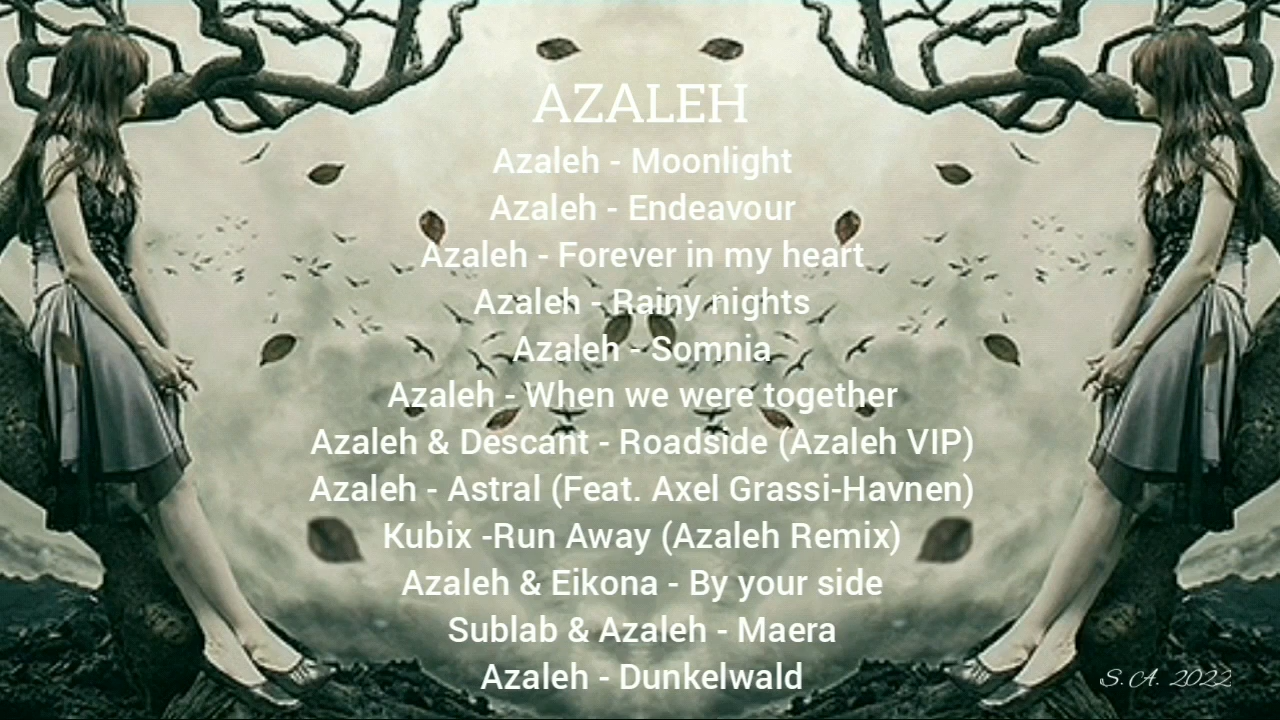 AZALEH
Azaleh - Moonlight
Azaleh - Endeavour
Azaleh - Forever in my heart
Azaleh - Rainy nights
Azaleh - Somnia
Azaleh - When we were together
Azaleh & Descant - Roadside (Azaleh VIP)
Azaleh - Astral (Feat. Axel Grassi-Havnen)
Kubix -Run Away (Azaleh Remix)
Azaleh & Eikona - By your side
Sublab & Azaleh - Maera
Azaleh - Dunkelwald
S. A. 2022